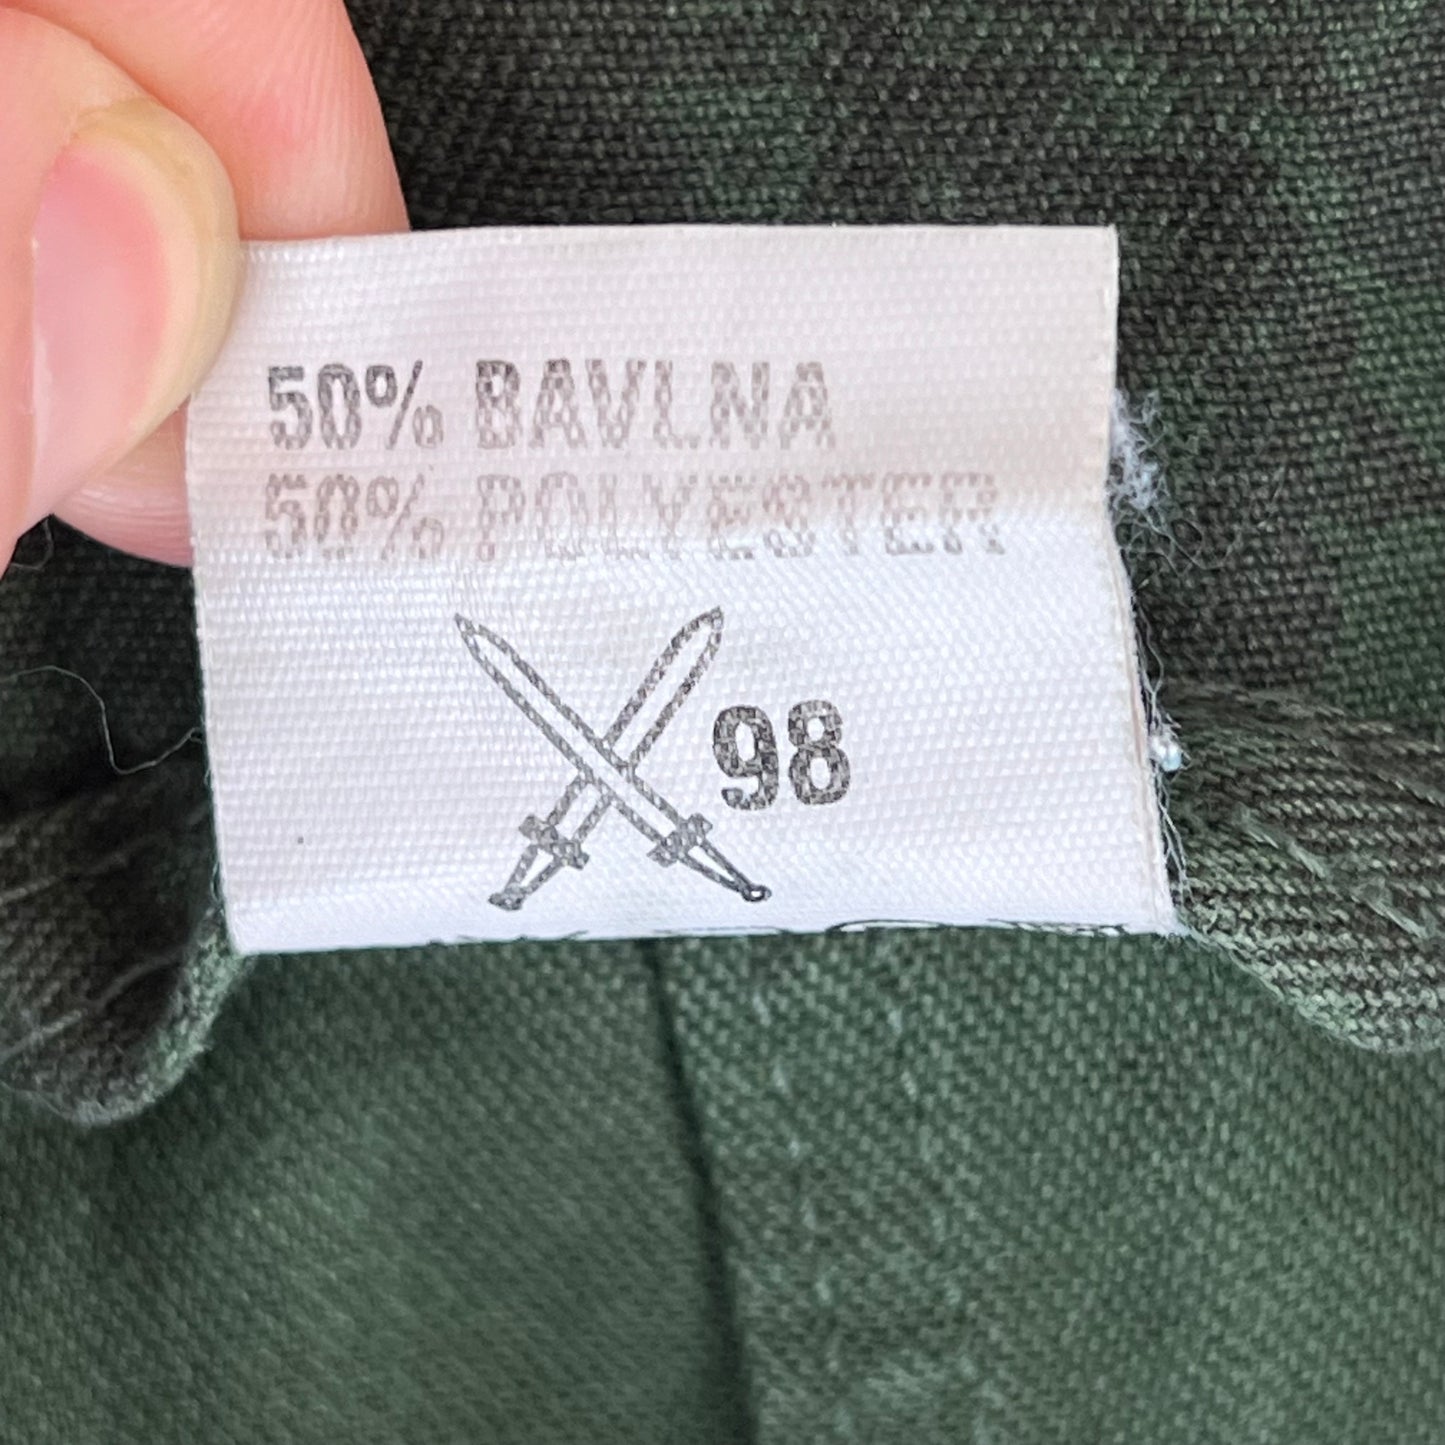 50% BAVLNA
50% POLYESTER
98